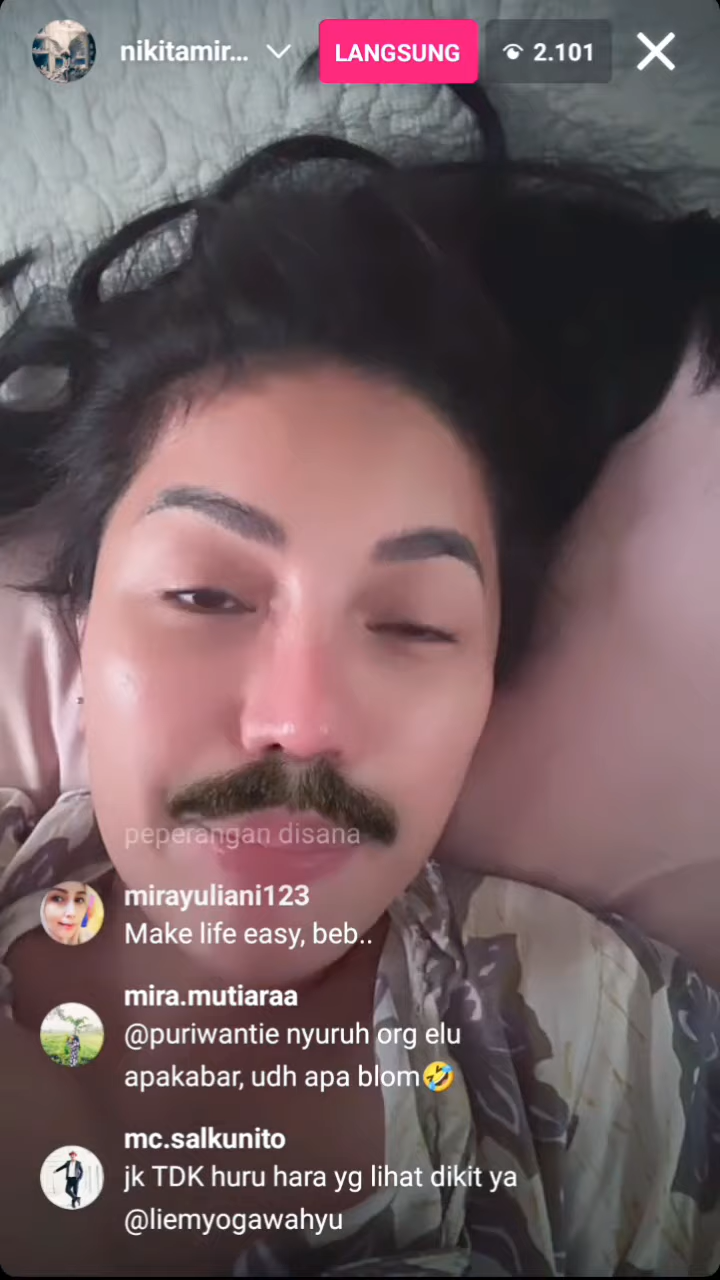 nikitamir...
LANGSUNG
2.101
peperangan disana
mirayuliani123
Make life easy, beb..
mira.mutiaraa
@puriwantie nyuruh org elu
apakabar, udh apa blom🤣
mc.salkunito
jk TDK huru hara yg lihat dikit ya
@liemyogawahyu